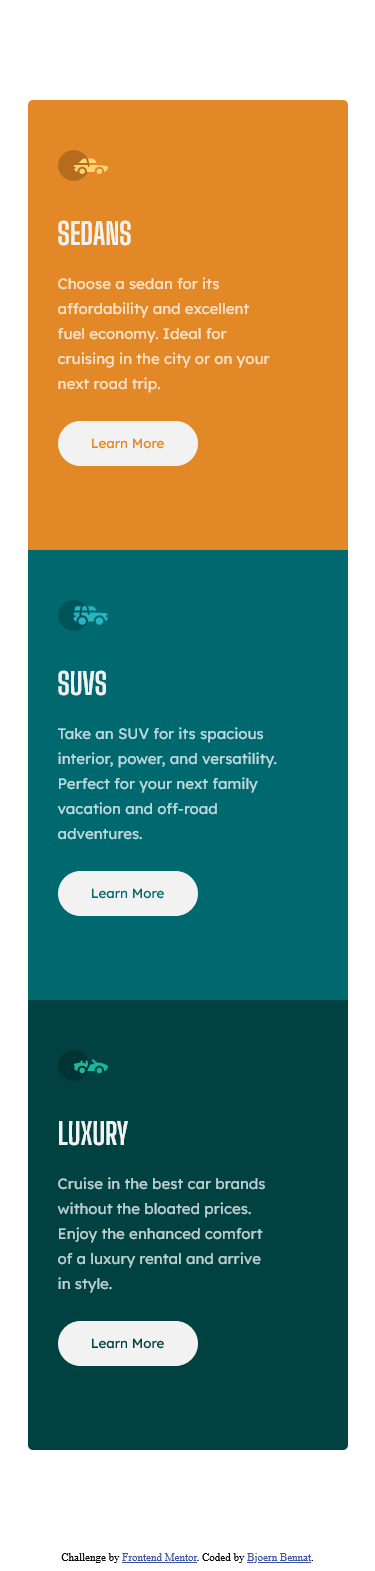 SEDANS
Choose a sedan for its
affordability and excellent
fuel economy. Ideal for
cruising in the city or on your
next road trip.
Learn More
SUVS
Take an SUV for its spacious
interior, power, and versatility.
Perfect for your next family
vacation and off-road
adventures.
Learn More
LUXURY
Cruise in the best car brands
without the bloated prices.
Enjoy the enhanced comfort
of a luxury rental and arrive
in style.
Learn More
Challenge by Frontend Mentor. Coded by Bjoern Bennat.